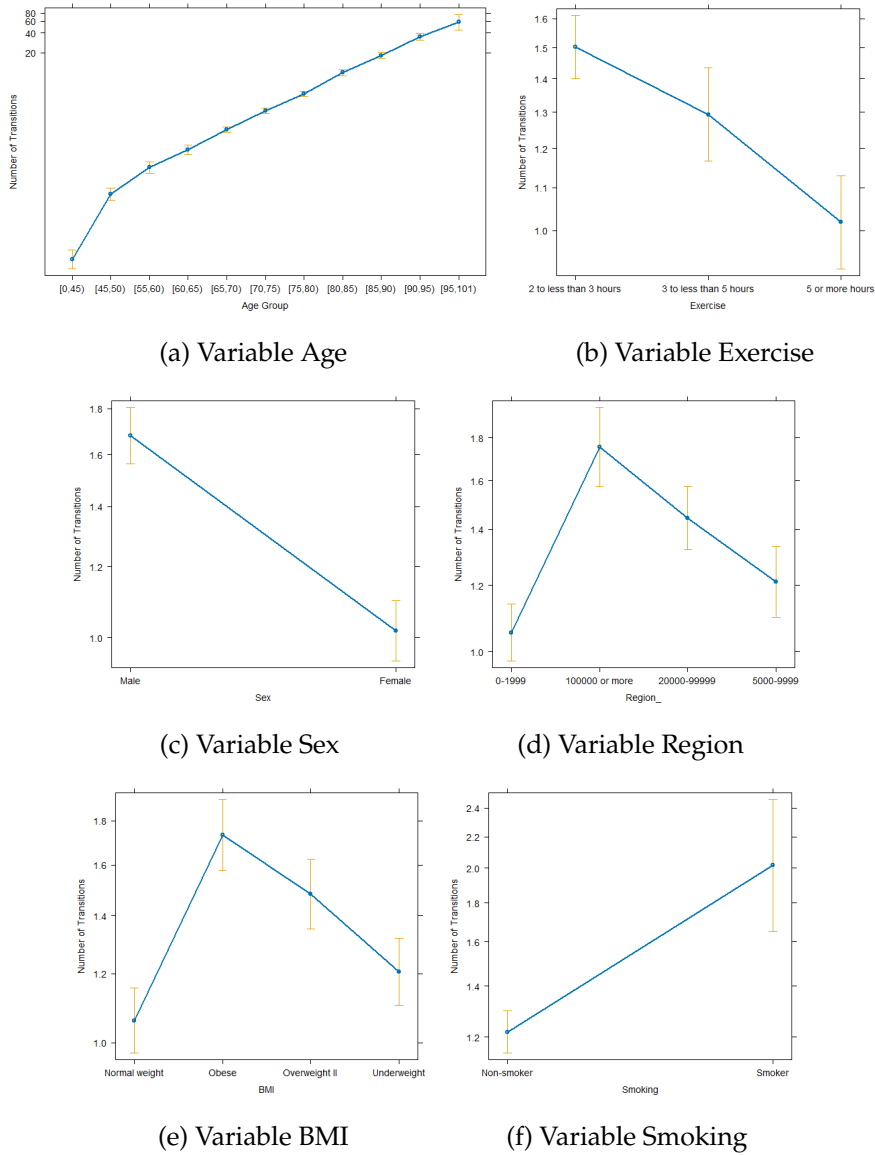 80
60
40
20
Number of Transitions
[0,45) [45,50) [55,60) [60,65) [65,70) [70,75) [75,80) [80,85) [85,90) [90,95) [95,101)
Age Group
(a) Variable Age
1.6
1.5
1.4
1.3
1.2
1.1
1.0
Number of Transitions
2 to less than 3 hours 3 to less than 5 hours 5 or more hours
Exercise
(b) Variable Exercise
1.8
1.6
1.4
1.2
1.0
Number of Transitions
Male Female
Sex
(c) Variable Sex
1.8
1.6
1.4
1.2
1.0
Number of Transitions
0-1999 100000 or more 20000-99999 5000-9999
Region_
(d) Variable Region
1.8
1.6
1.4
1.2
1.0
Number of Transitions
Normal weight Obese Overweight II Underweight
BMI
(e) Variable BMI
2.4
2.2
2.0
1.8
1.6
1.4
1.2
Number of Transitions
Non-smoker Smoker
Smoking
(f) Variable Smoking